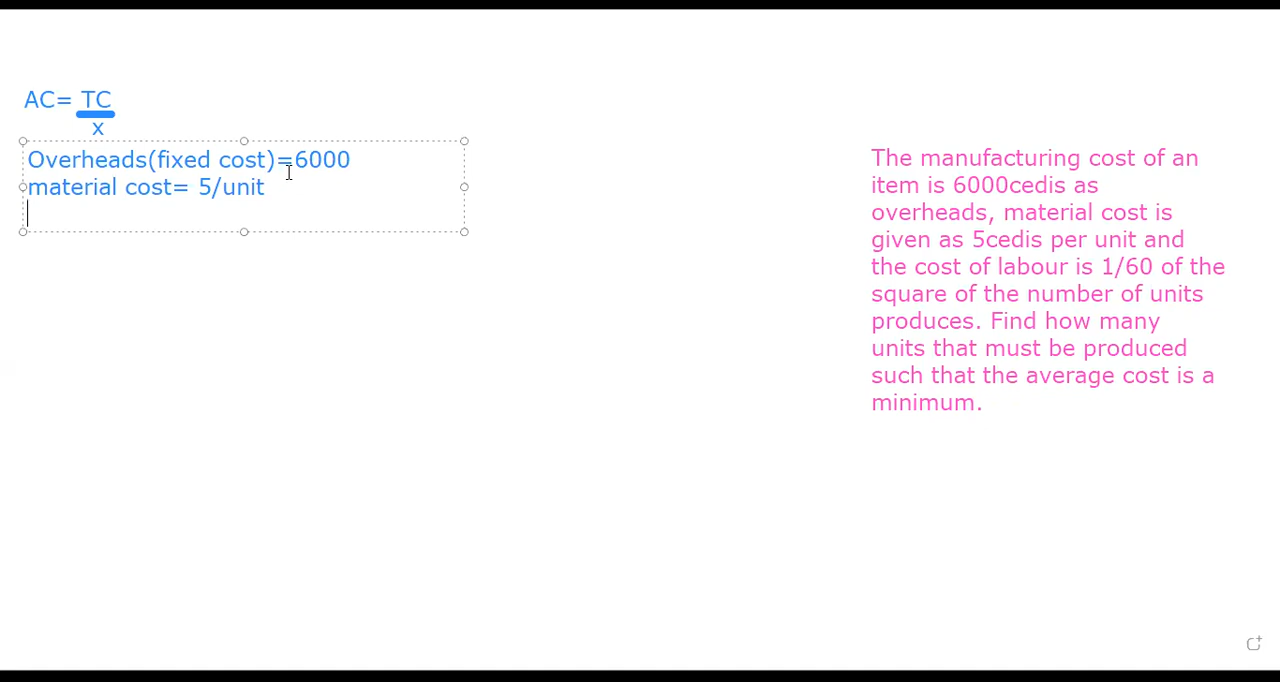 AC= TC
x
Overheads(fixed cost)=6000
material cost= 5/unit
The manufacturing cost of an
item is 6000cedis as
overheads, material cost is
given as 5cedis per unit and
the cost of labour is 1/60 of the
square of the number of units
produces. Find how many
units that must be produced
such that the average cost is a
minimum.